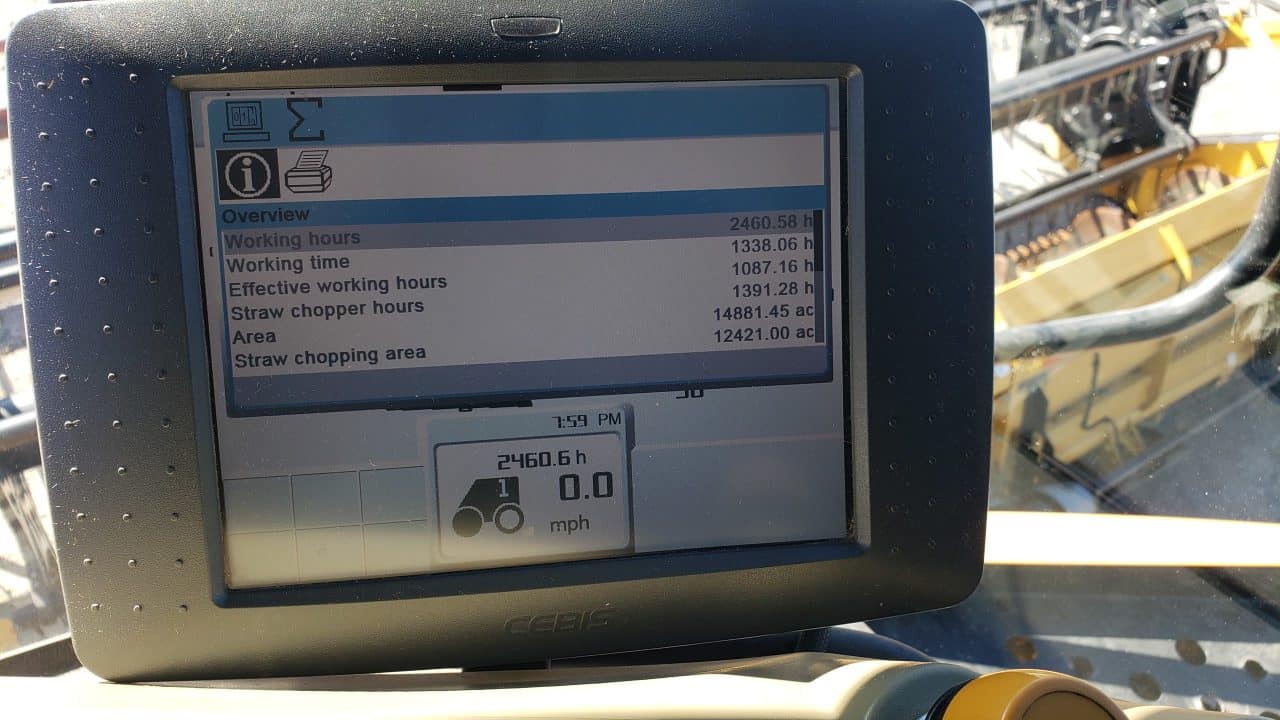 Overview
Working hours 2460.58 h
Working time 1338.06 h
Effective working hours 1087.16 h
Straw chopper hours 1391.28 h
Area 14881.45 ac
Straw chopping area 12421.00 ac
7:59 PM
2460.6 h
1 0.0
mph
CEBIS